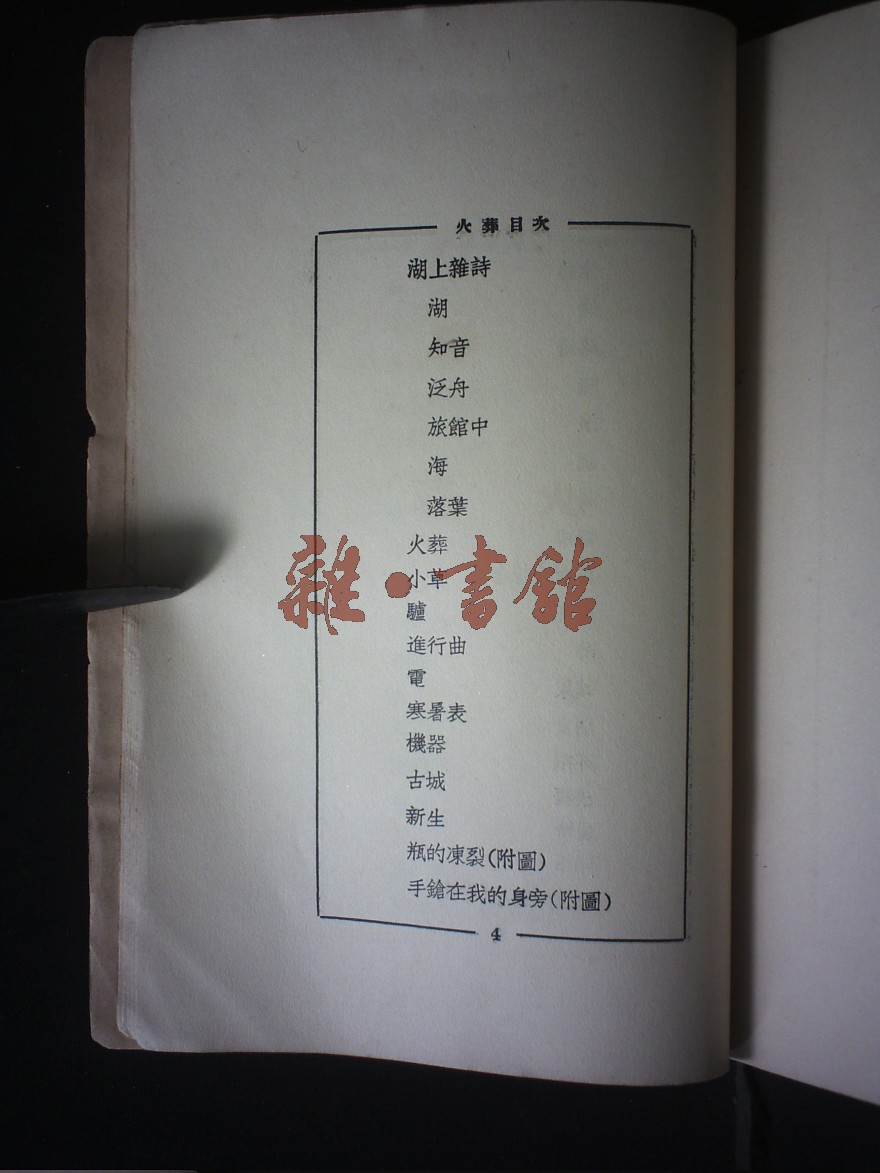 火葬目次
湖上雜詩
湖
知音
泛舟
旅館中
海
落葉
火葬
小草
驢
進行曲
電
寒暑表
機器
古城
新生
瓶的凍裂(附圖)
手鎗在我的身旁(附圖)
4
雜·書館